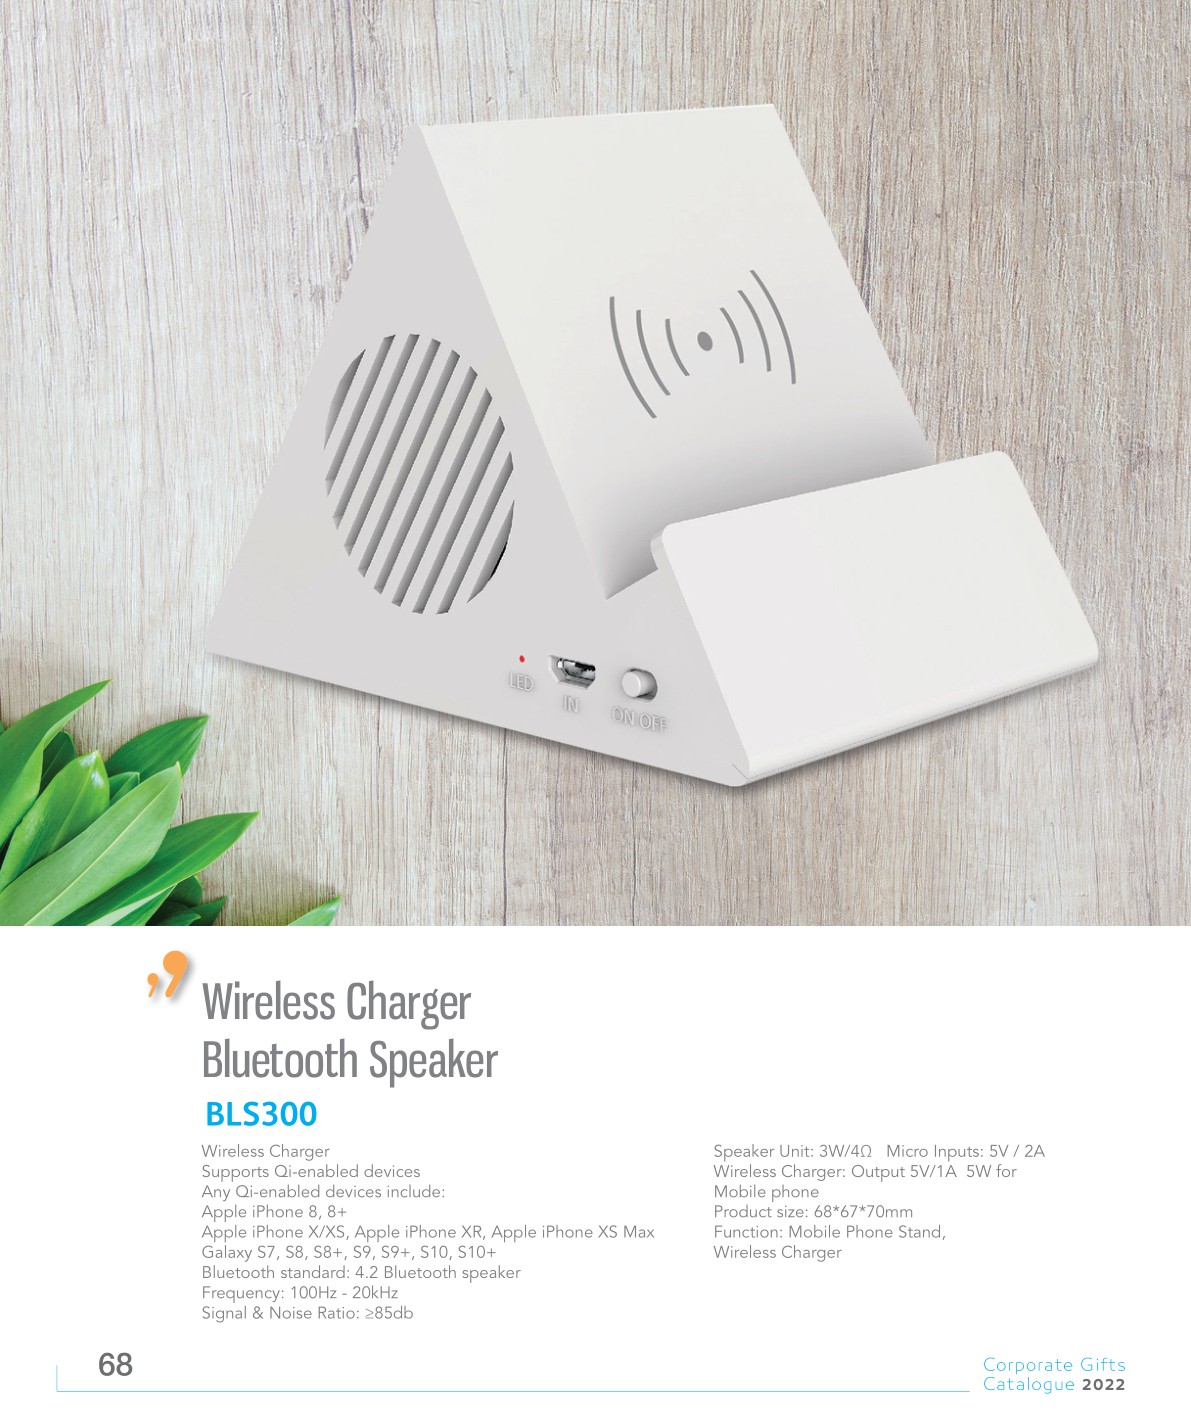 LED
IN
ON OFF
Wireless Charger
Bluetooth Speaker
BLS300
Wireless Charger
Supports Qi-enabled devices
Any Qi-enabled devices include:
Apple iPhone 8, 8+
Apple iPhone X/XS, Apple iPhone XR, Apple iPhone XS Max
Galaxy S7, S8, S8+, S9, S9+, S10, S10+
Bluetooth standard: 4.2 Bluetooth speaker
Frequency: 100Hz - 20kHz
Signal & Noise Ratio: ≥85db
Speaker Unit: 3W/4Ω Micro Inputs: 5V / 2A
Wireless Charger: Output 5V/1A 5W for
Mobile phone
Product size: 68*67*70mm
Function: Mobile Phone Stand,
Wireless Charger
68
Corporate Gifts
Catalogue 2022